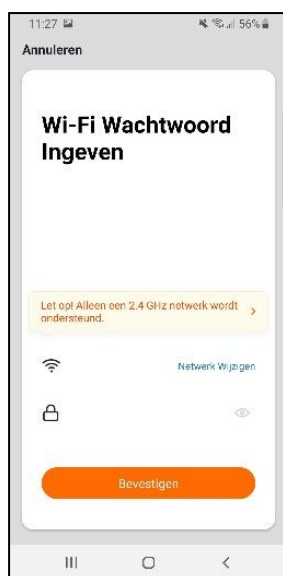 11:27 56%
Annuleren
Wi-Fi Wachtwoord
Ingeven
Let op! Alleen een 2.4 GHz netwerk wordt
ondersteund.
Netwerk Wijzigen
Bevestigen